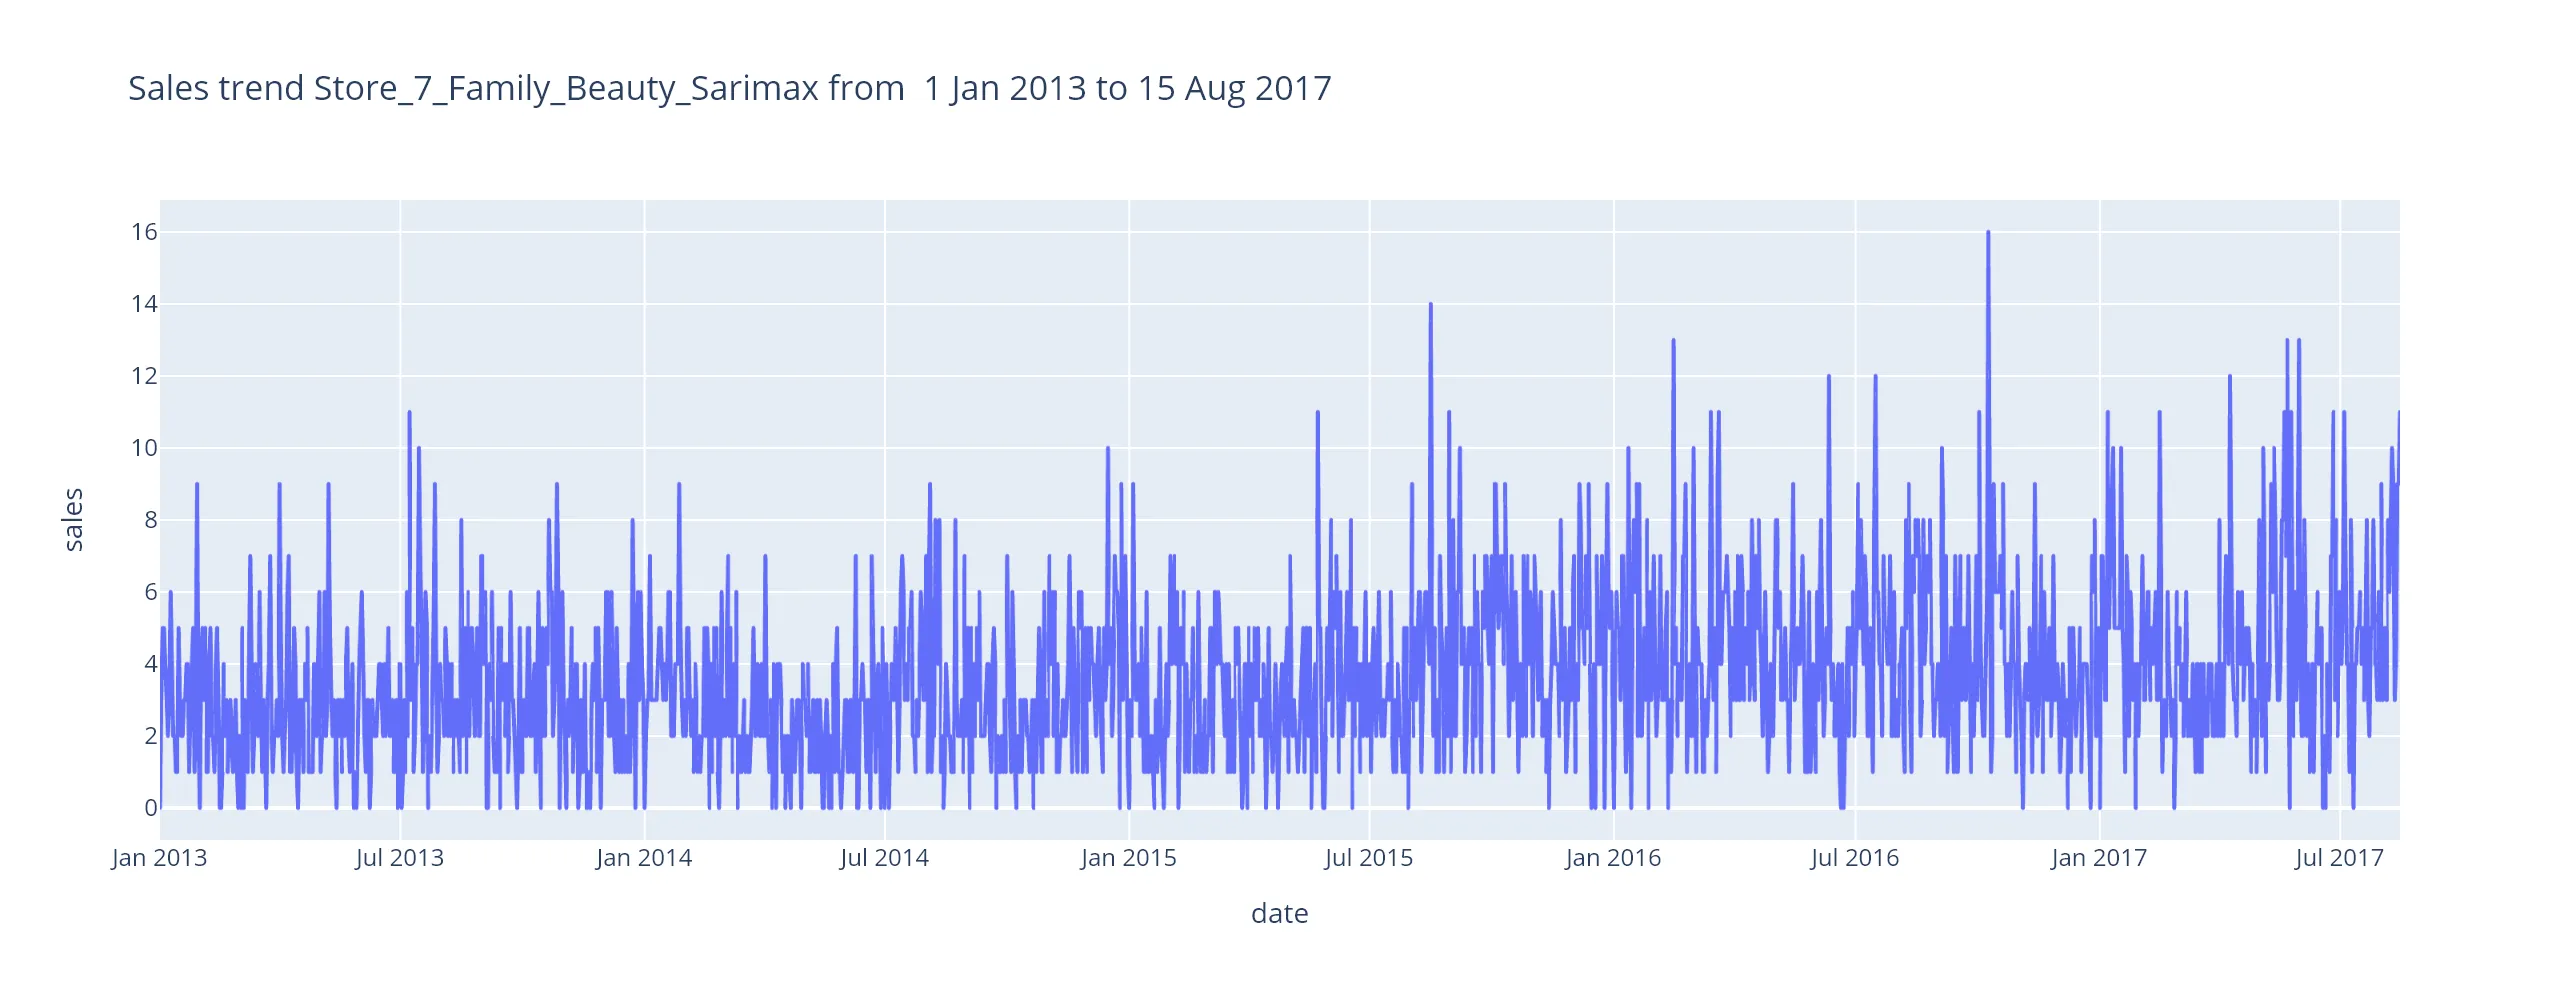 Sales trend Store_7_Family_Beauty_Sarimax from  1 Jan 2013 to 15 Aug 2017
16
14
12
10
8
6
4
2
0
sales
Jan 2013 Jul 2013 Jan 2014 Jul 2014 Jan 2015 Jul 2015 Jan 2016 Jul 2016 Jan 2017 Jul 2017
date